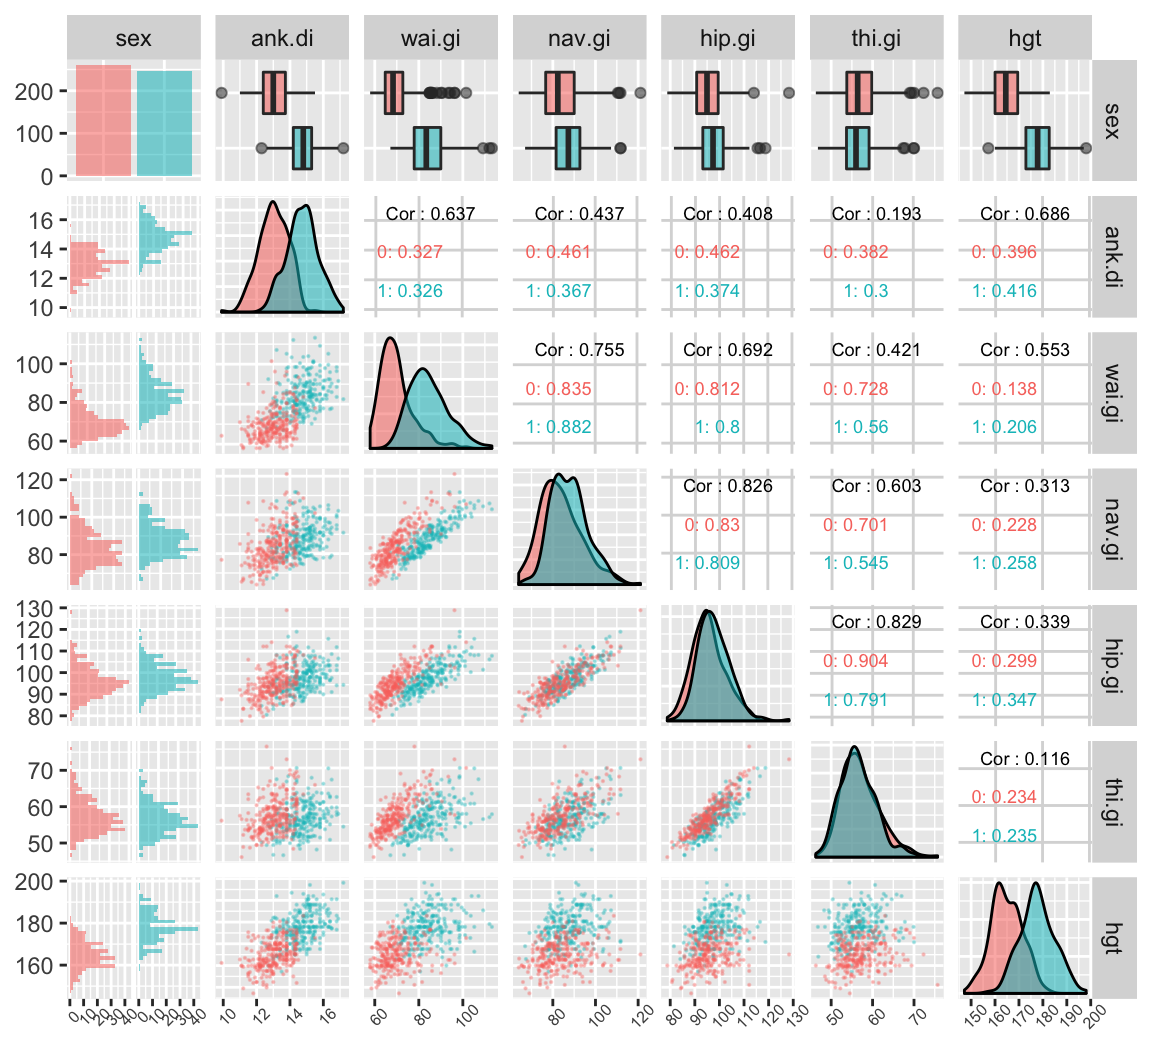 sex ank.di wai.gi nav.gi hip.gi thi.gi hgt
200
100
0
sex
16
14
12
10
Cor : 0.637 Cor : 0.437 Cor : 0.408 Cor : 0.193 Cor : 0.686
0: 0.327 0: 0.461 0: 0.462 0: 0.382 0: 0.396
1: 0.326 1: 0.367 1: 0.374 1: 0.3 1: 0.416
ank.di
100
80
60
Cor : 0.755 Cor : 0.692 Cor : 0.421 Cor : 0.553
0: 0.835 0: 0.812 0: 0.728 0: 0.138
1: 0.882 1: 0.8 1: 0.56 1: 0.206
wai.gi
120
100
80
Cor : 0.826 Cor : 0.603 Cor : 0.313
0: 0.83 0: 0.701 0: 0.228
1: 0.809 1: 0.545 1: 0.258
nav.gi
130
120
110
100
90
80
Cor : 0.829 Cor : 0.339
0: 0.904 0: 0.299
1: 0.791 1: 0.347
hip.gi
70
60
50
Cor : 0.116
0: 0.234
1: 0.235
thi.gi
200
180
160
hgt
0 10 20 30 40 0 10 20 30 40 10 12 14 16 60 80 100 80 100 120 80 90 100 110 120 130 50 60 70 150 160 170 180 190 200